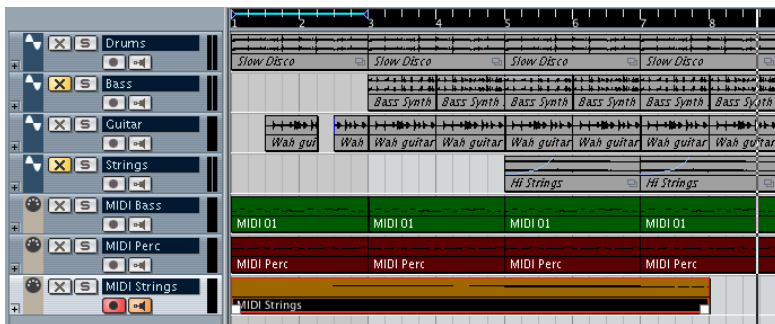 1 2 3 4 5 6 7 8
X S Drums
Slow Disco Slow Disco Slow Disco Slow Disco
X S Bass
Bass Synth Bass Synth Bass Synth Bass Synth Bass Synth Bass Synth
X S Guitar
Wah gui Wah Wah guitar Wah guitar Wah guitar Wah guitar Wah guitar Wah guitar
X S Strings
Hi Strings Hi Strings
X S MIDI Bass
MIDI 01 MIDI 01 MIDI 01 MIDI 01
X S MIDI Perc
MIDI Perc MIDI Perc MIDI Perc MIDI Perc
X S MIDI Strings
MIDI Strings